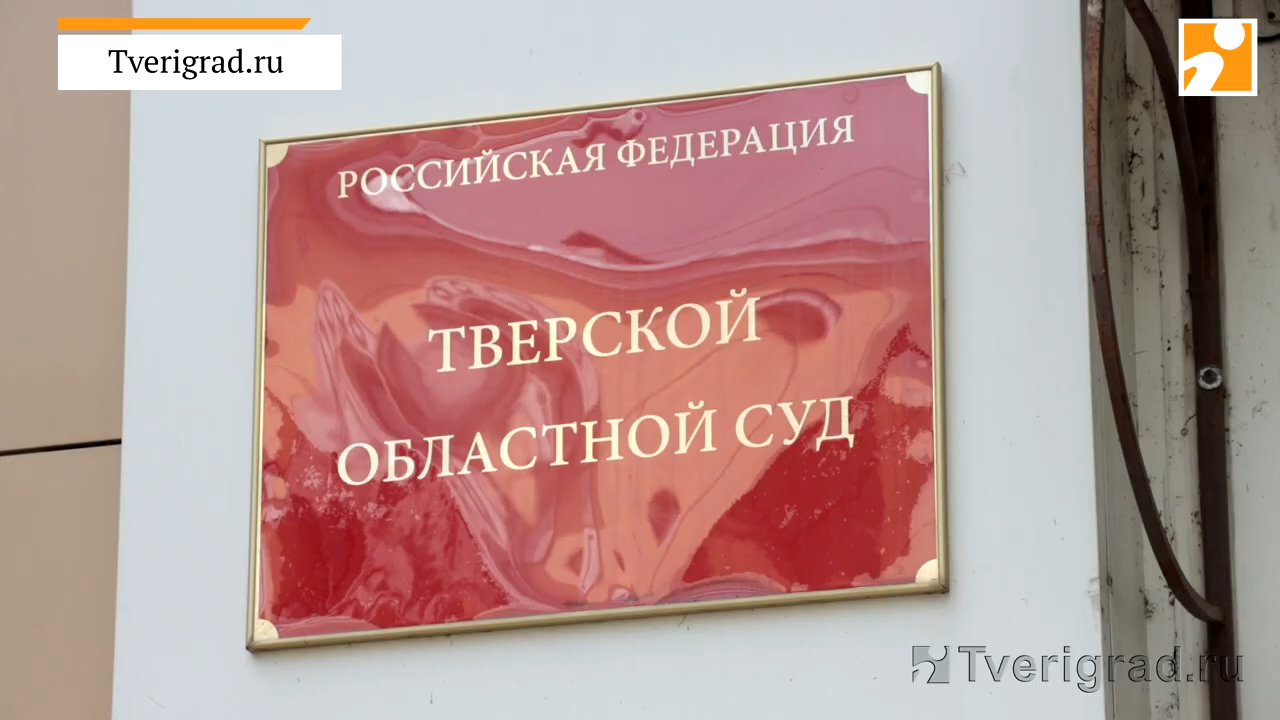 Tverigrad.ru
РОССИЙСКАЯ ФЕДЕРАЦИЯ
ТВЕРСКОЙ
ОБЛАСТНОЙ СУД
Tverigrad.ru